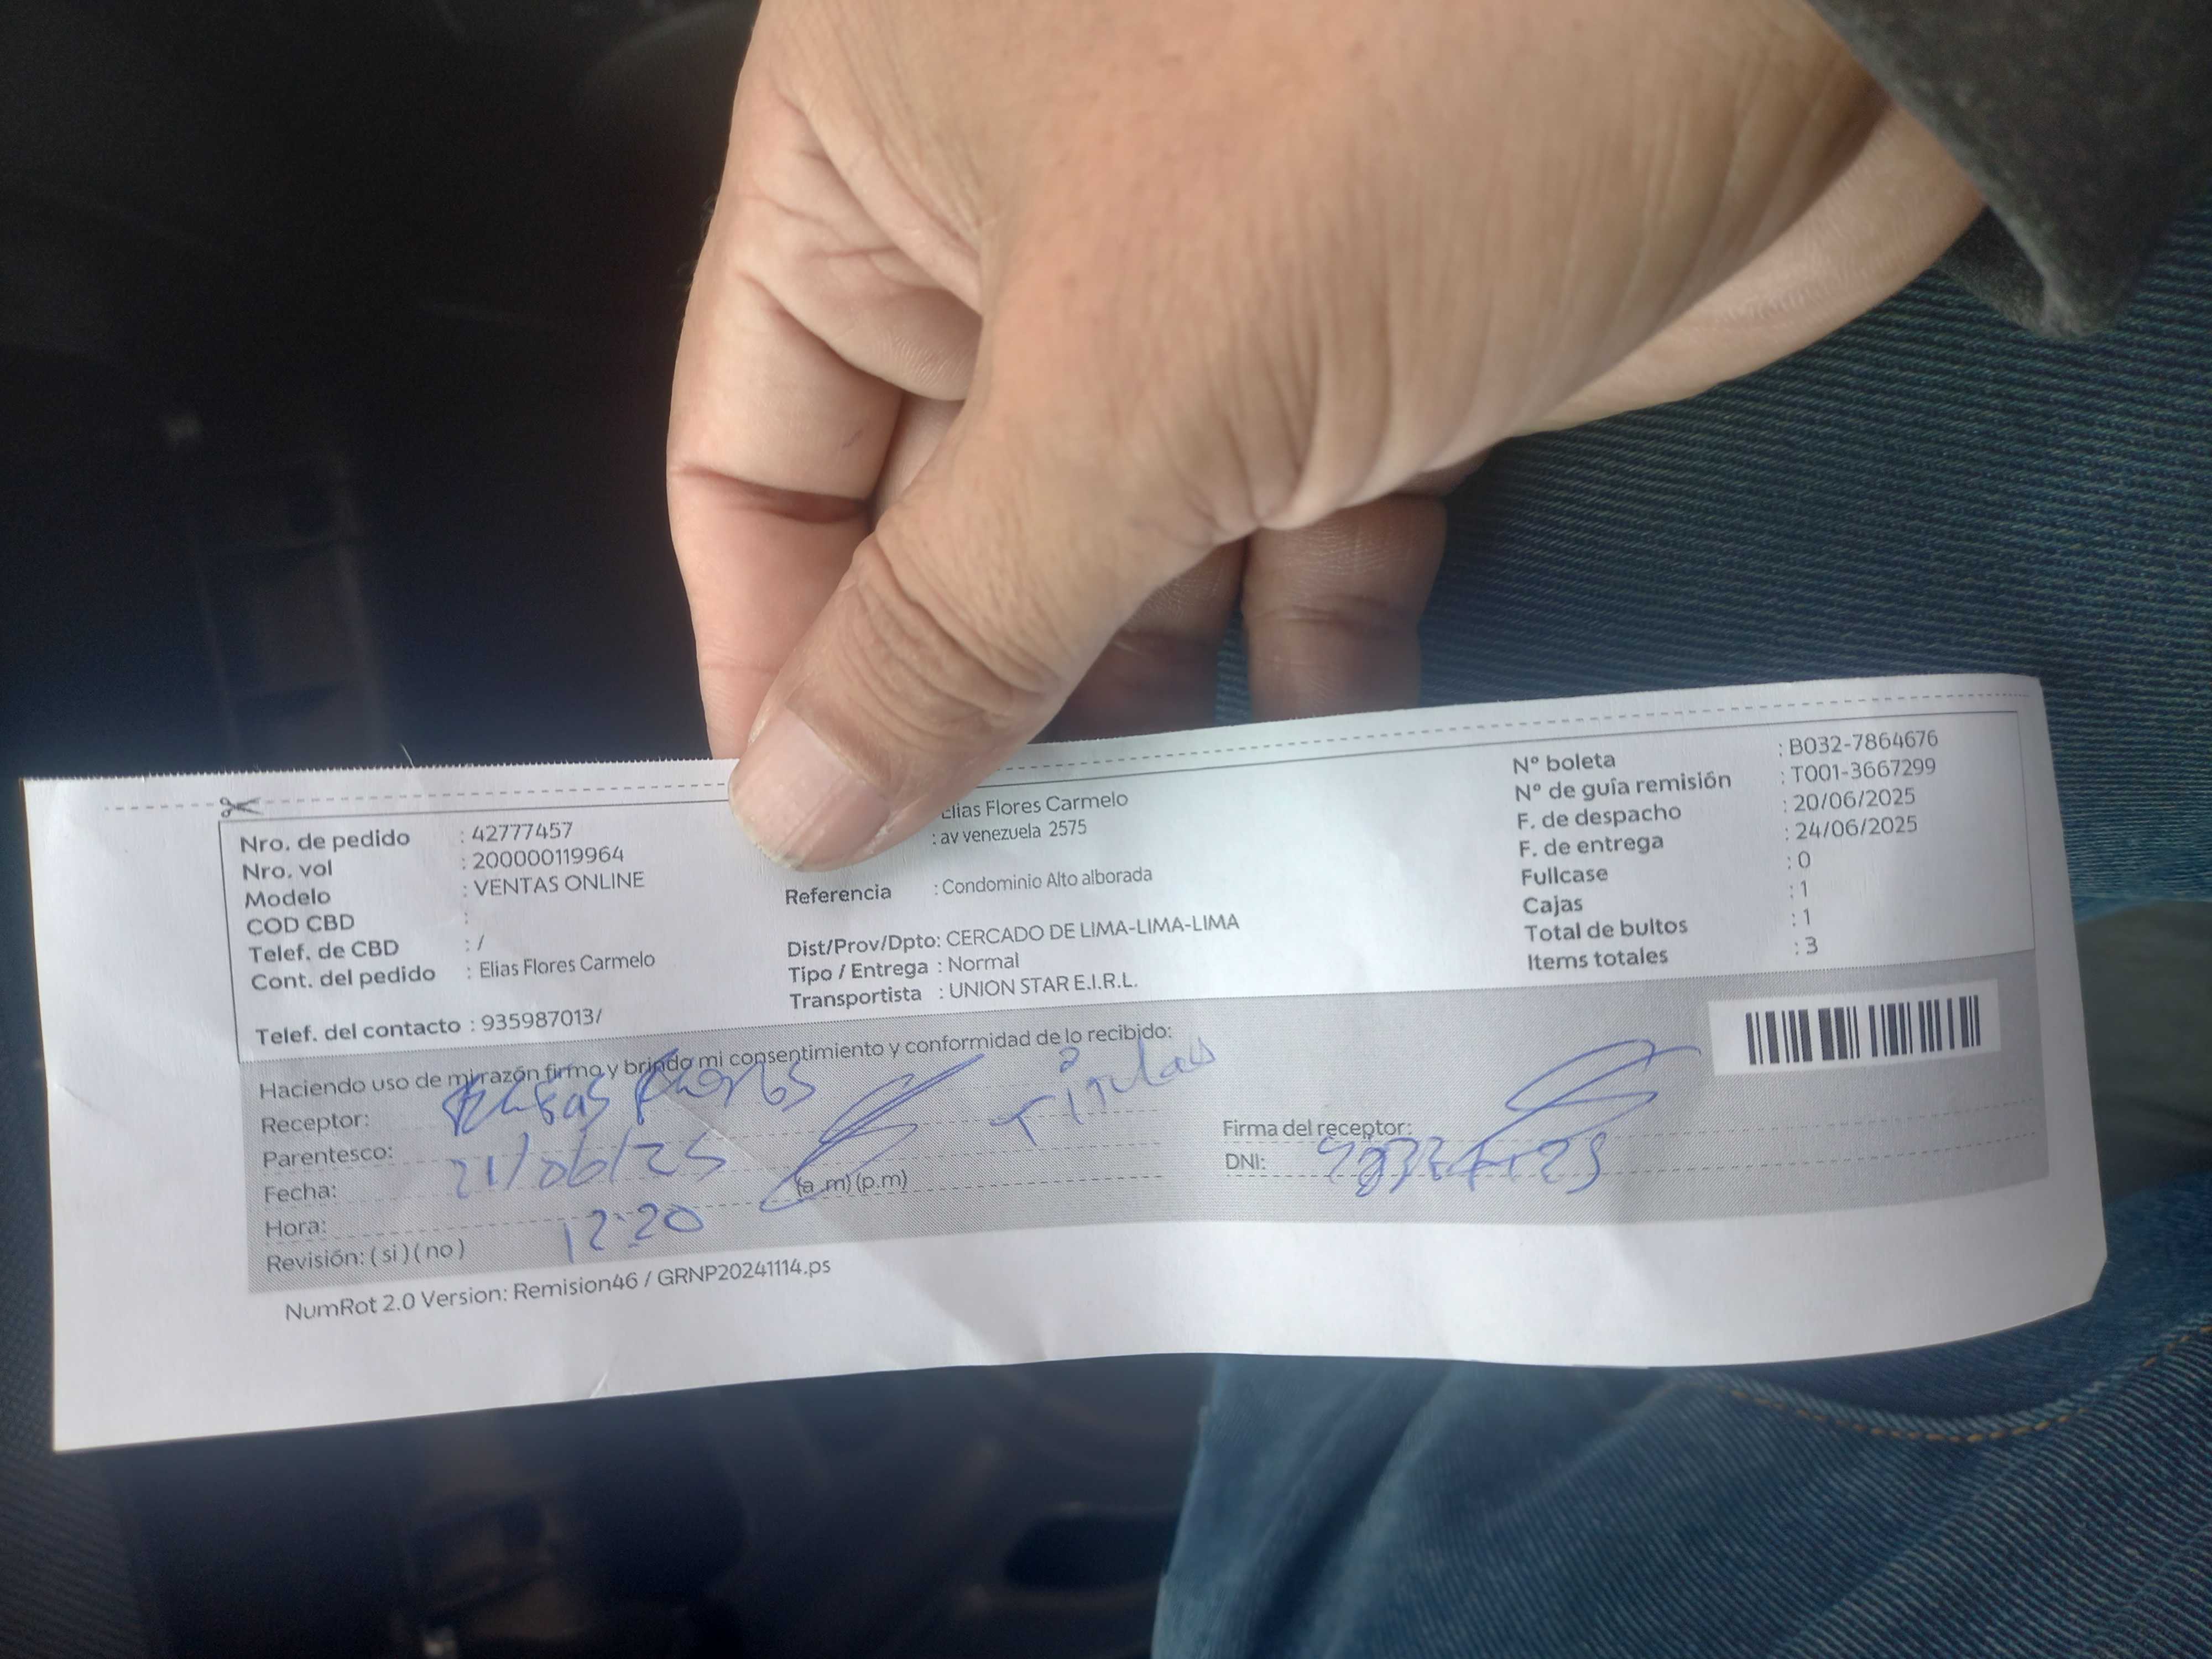 Nro. de pedido : 42777457
Nro. vol : 200000119964
Modelo : VENTAS ONLINE
COD CBD :
Telef. de CBD : /
Cont. del pedido : Elias Flores Carmelo
Telef. del contacto : 935987013/
Elias Flores Carmelo
: av venezuela 2575
Referencia : Condominio Alto alborada
Dist/Prov/Dpto: CERCADO DE LIMA-LIMA-LIMA
Tipo / Entrega : Normal
Transportista : UNION STAR E.I.R.L.
N° boleta : B032-7864676
N° de guía remisión : T001-3667299
F. de despacho : 20/06/2025
F. de entrega : 24/06/2025
Fullcase : 0
Cajas : 1
Total de bultos : 1
Items totales : 3
Haciendo uso de mi razón firmo y brindo mi consentimiento y conformidad de lo recibido:
Receptor: Elias Flores
Titular
Parentesco:
Fecha: 21/06/25
Hora: 12:20 (a.m) (p.m)
Revisión: ( si ) ( no )
Firma del receptor:
DNI:
NumRot 2.0 Version: Remision46 / GRNP20241114.ps